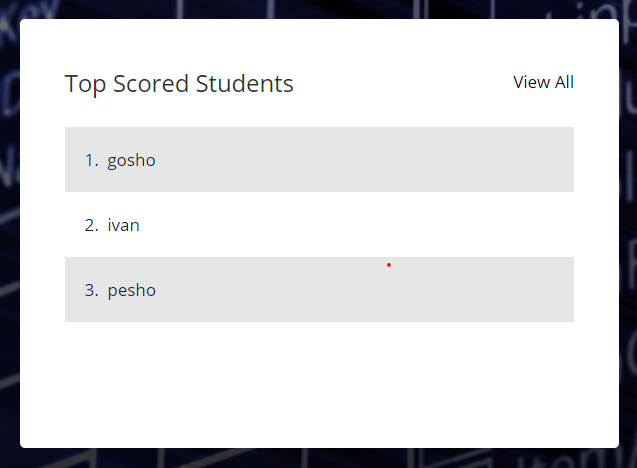 Top Scored Students
View All
1. gosho
2. ivan
3. pesho